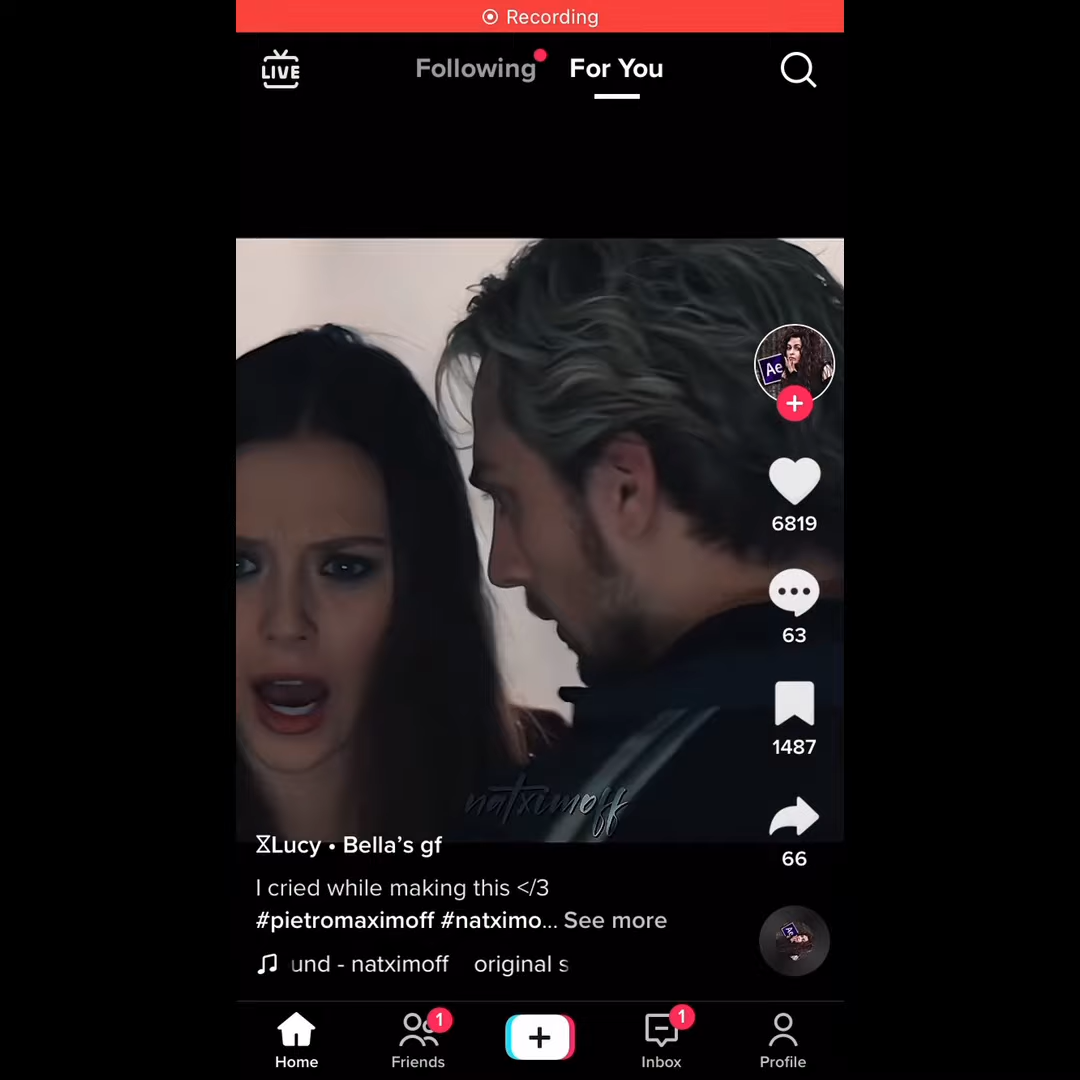 Recording
LIVE
Following
For You
Ae
6819
63
1487
66
natximoff
⧖Lucy • Bella’s gf
I cried while making this </3
#pietromaximoff #natximo... See more
und - natximoff original s
Home
Friends
1
Inbox
1
Profile